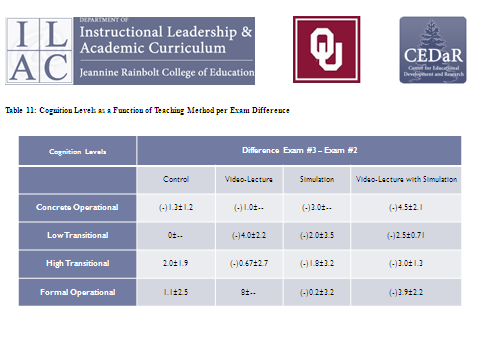 DEPARTMENT OF
I L
A C
Instructional Leadership &
Academic Curriculum
Jeannine Rainbolt College of Education
OU
CEDaR
Center for Educational
Development and Research
Table 11: Cognition Levels as a Function of Teaching Method per Exam Difference
Cognition Levels Difference Exam #3 – Exam #2
Control Video-Lecture Simulation Video-Lecture with Simulation
Concrete Operational (-)1.3±1.2 (-)1.0±-- (-)3.0±-- (-)4.5±2.1
Low Transitional 0±-- (-)4.0±2.2 (-)2.0±3.5 (-)2.5±0.71
High Transitional 2.0±1.9 (-)0.67±2.7 (-)1.8±3.2 (-)3.0±1.3
Formal Operational 1.1±2.5 8±-- (-)0.2±3.2 (-)3.9±2.2